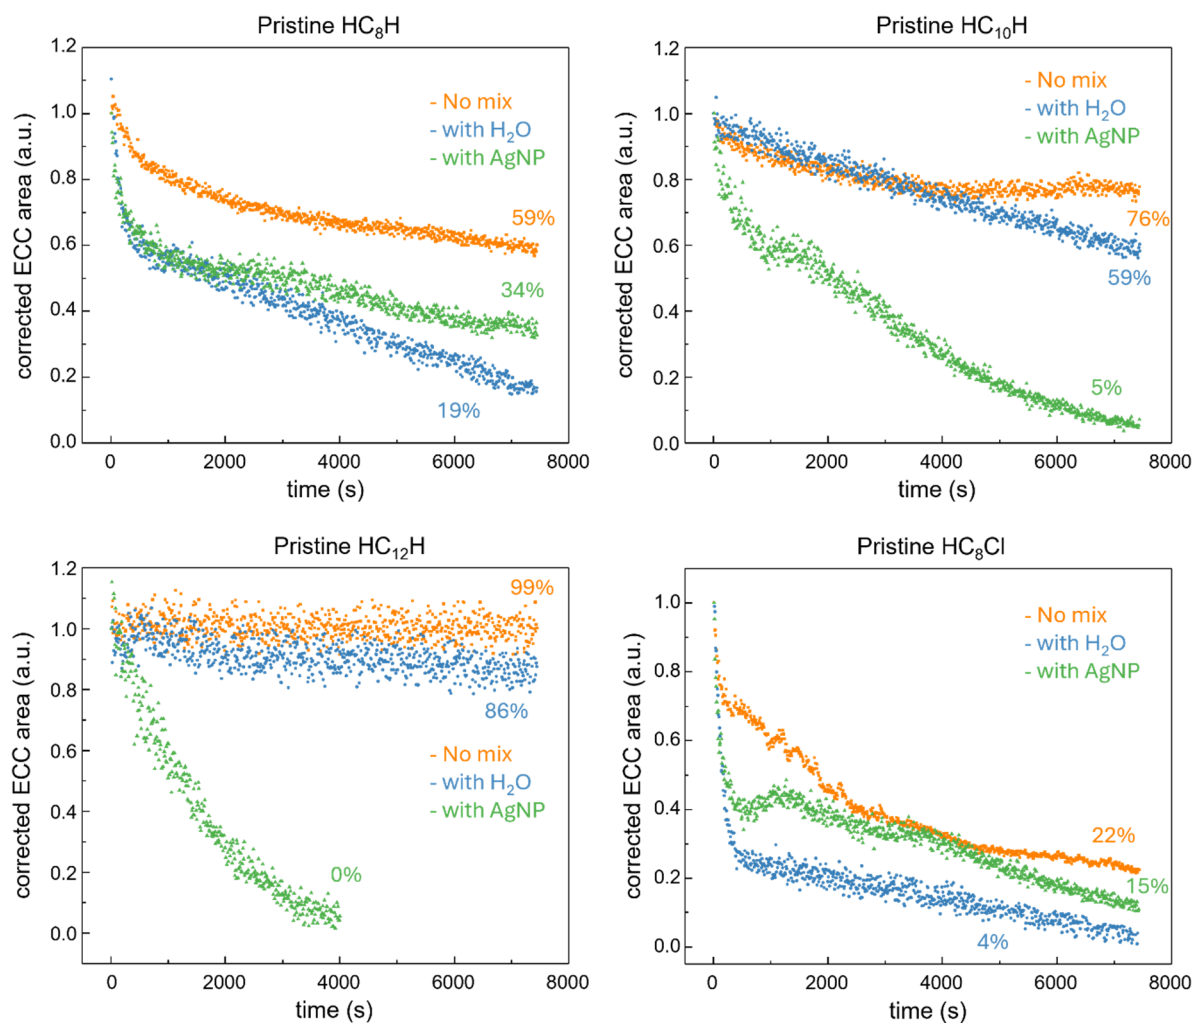 Pristine HC₈H
1.2
1.0
0.8
0.6
0.4
0.2
0.0
corrected ECC area (a.u.)
- No mix
- with H₂O
- with AgNP
59%
34%
19%
0 2000 4000 6000 8000
time (s)
Pristine HC₁₀H
1.2
1.0
0.8
0.6
0.4
0.2
0.0
corrected ECC area (a.u.)
- No mix
- with H₂O
- with AgNP
76%
59%
5%
0 2000 4000 6000 8000
time (s)
Pristine HC₁₂H
1.2
1.0
0.8
0.6
0.4
0.2
0.0
corrected ECC area (a.u.)
99%
86%
- No mix
- with H₂O
- with AgNP
0%
0 2000 4000 6000 8000
time (s)
Pristine HC₈Cl
1.0
0.8
0.6
0.4
0.2
0.0
corrected ECC area (a.u.)
- No mix
- with H₂O
- with AgNP
22%
15%
4%
0 2000 4000 6000 8000
time (s)